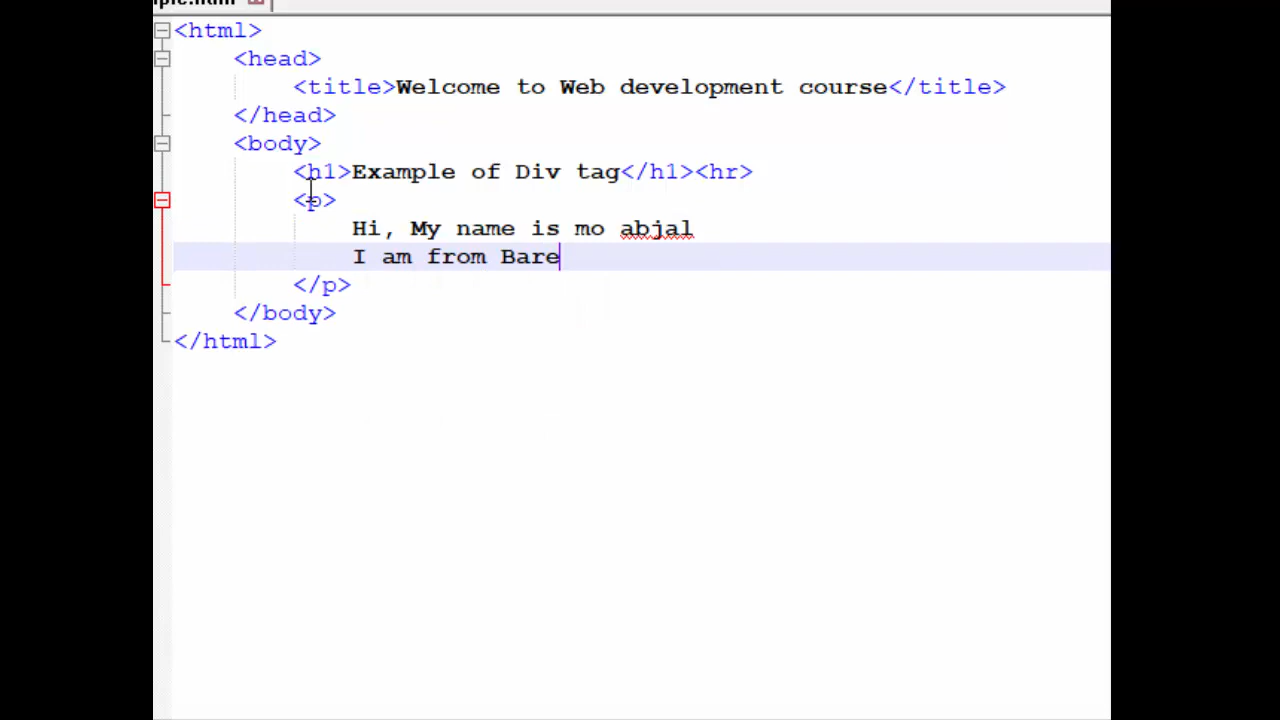 <html>
<head>
<title>Welcome to Web development course</title>
</head>
<body>
<h1>Example of Div tag</h1><hr>
<p>
Hi, My name is mo abjal
I am from Bare
</p>
</body>
</html>